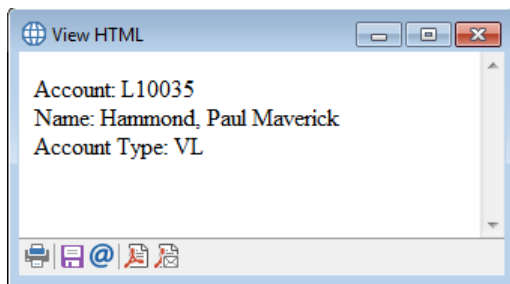 View HTML
Account: L10035
Name: Hammond, Paul Maverick
Account Type: VL